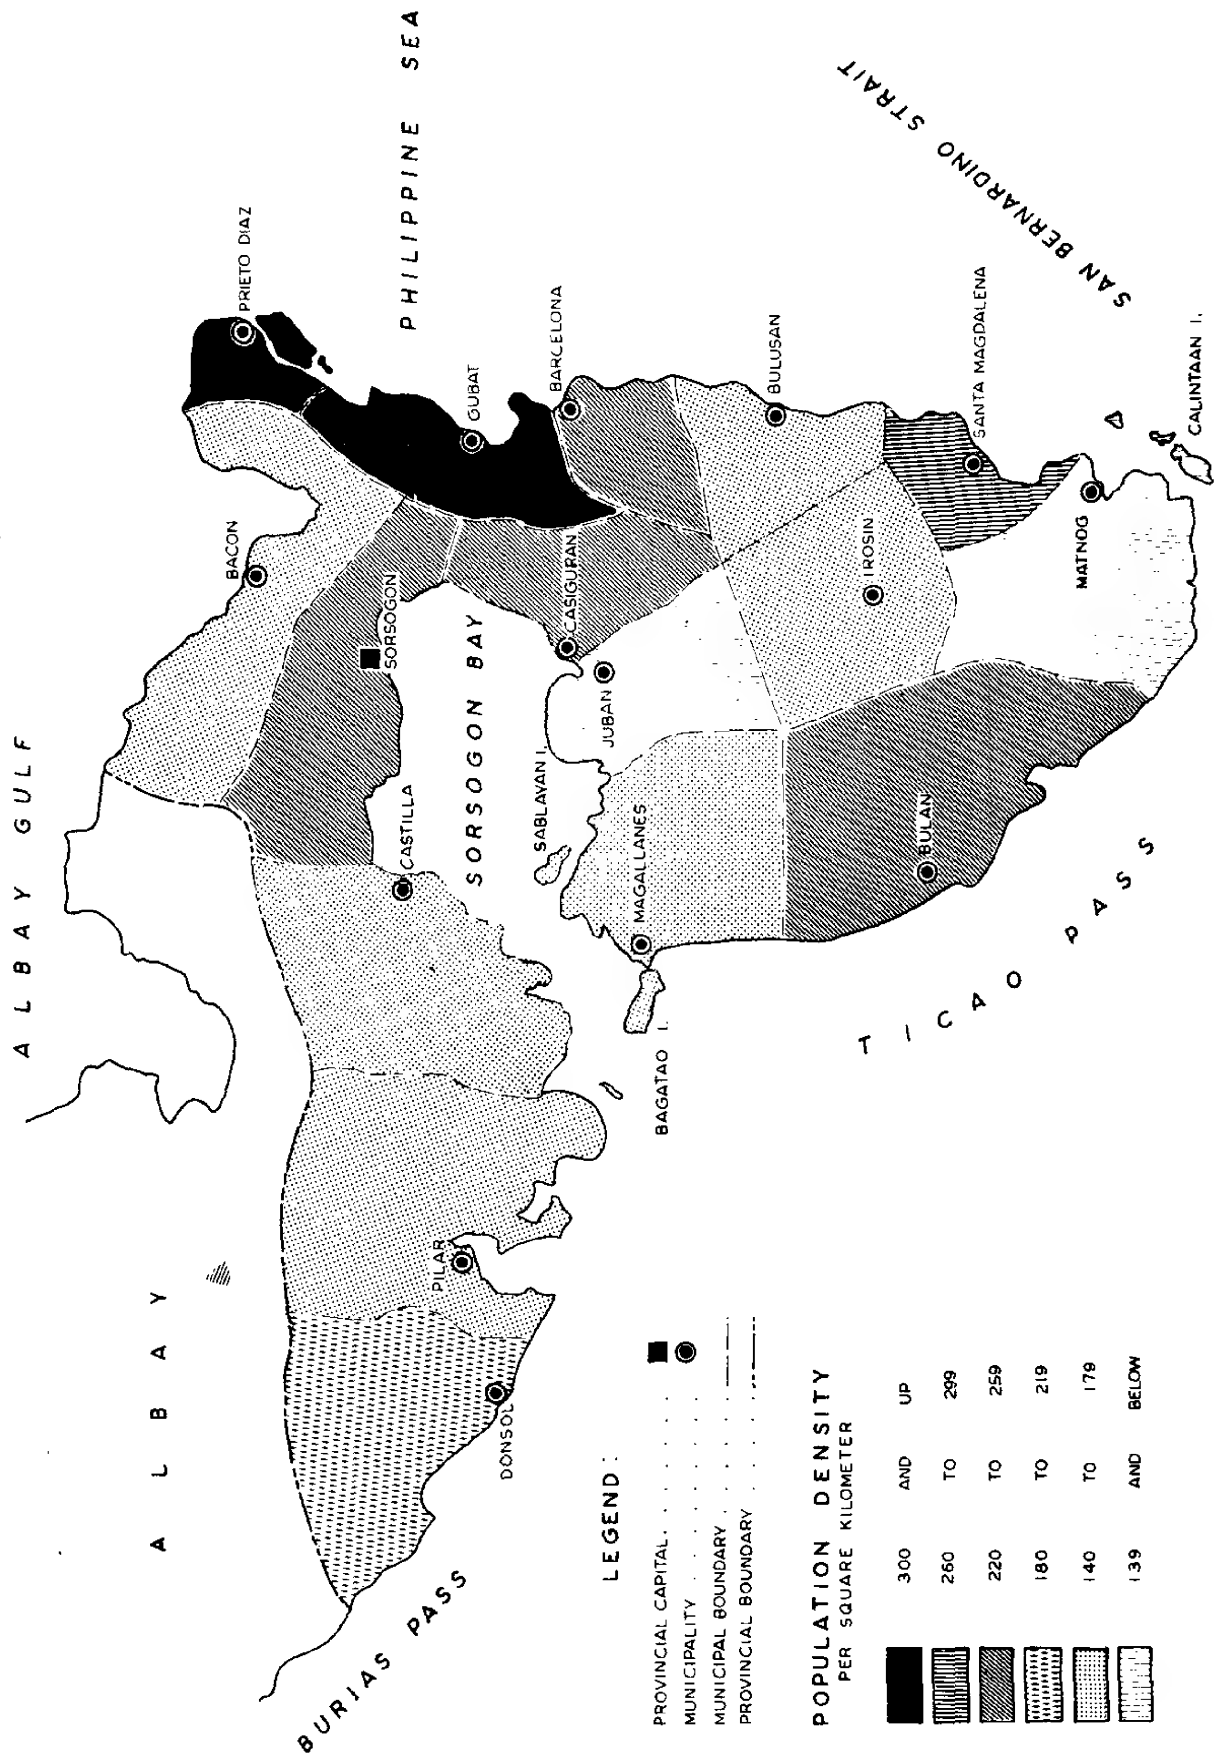 ALBAY GULF
PHILIPPINE SEA
SAN BERNARDINO STRAIT
ALBAY
BURIAS PASS
SORSOGON BAY
TICAO PASS
PRIETO DIAZ
BACON
GUBAT
SORSOGON
BARCELONA
CASIGURAN
CASTILLA
JUBAN
SABLAYAN I.
BULUSAN
IROSIN
SANTA MAGDALENA
MAGALLANES
BULAN
MATNOG
CALINTAAN I.
BAGATAO I.
PILAR
DONSOL
LEGEND:
PROVINCIAL CAPITAL . . . . .
MUNICIPALITY . . . . . .
MUNICIPAL BOUNDARY . . . .
PROVINCIAL BOUNDARY . . . .
POPULATION DENSITY
PER SQUARE KILOMETER
300 AND UP
260 TO 299
220 TO 259
180 TO 219
140 TO 179
139 AND BELOW